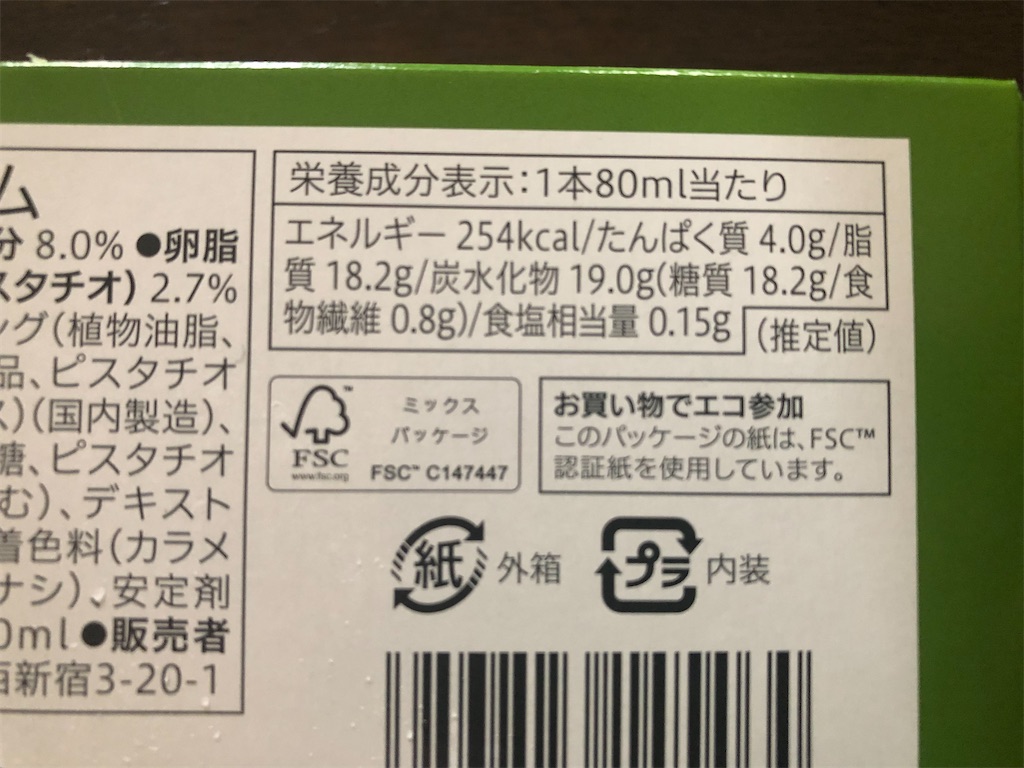 ム
分 8.0% ●卵脂
スタチオ) 2.7%
ング(植物油脂、
品、ピスタチオ
ス)(国内製造)、
糖、ピスタチオ
む)、デキスト
着色料(カラメ
ナシ)、安定剤
0ml ●販売者
新宿3-20-1
栄養成分表示:1本80ml当たり
エネルギー 254kcal/たんぱく質 4.0g/脂
質 18.2g/炭水化物 19.0g(糖質 18.2g/食
物繊維 0.8g)/食塩相当量 0.15g
(推定値)
FSC
www.fsc.org
ミックス
パッケージ
FSC™ C147447
お買い物でエコ参加
このパッケージの紙は、FSC™
認証紙を使用しています。
紙 外箱
プラ 内装